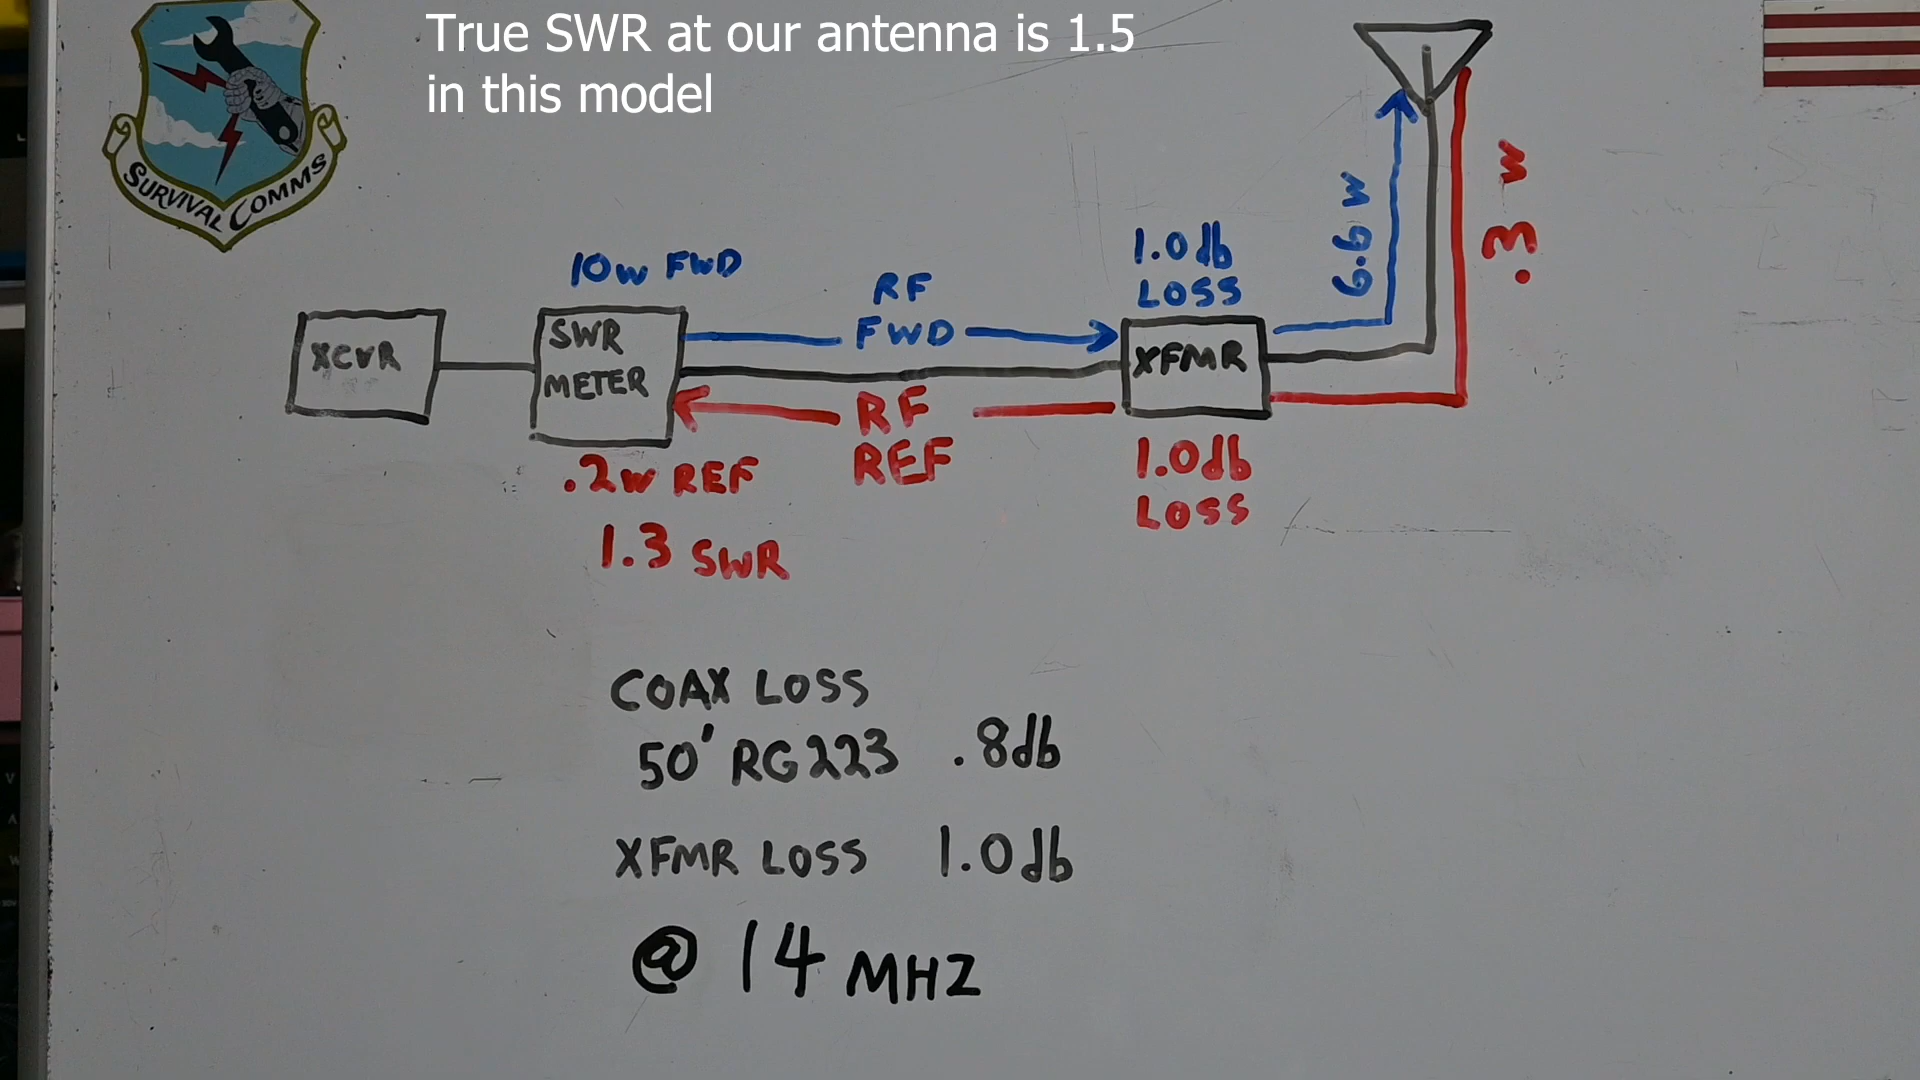 True SWR at our antenna is 1.5
in this model
SURVIVAL COMMS
10w FWD
XCVR
SWR
METER
RF
FWD
RF
REF
.2w REF
1.3 SWR
1.0db
LOSS
XFMR
1.0db
LOSS
6.6 w
.3 w
COAX LOSS
50' RG223 .8db
XFMR LOSS 1.0db
@ 14 MHZ